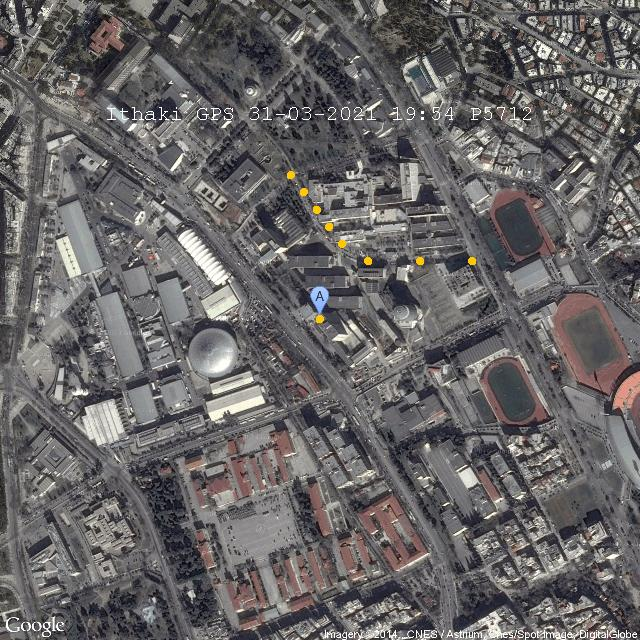 Ithaki GPS 31-03-2021 19:54 P5712
A
Google
Imagery ©2014 , CNES / Astrium, Cnes/Spot Image, DigitalGlobe